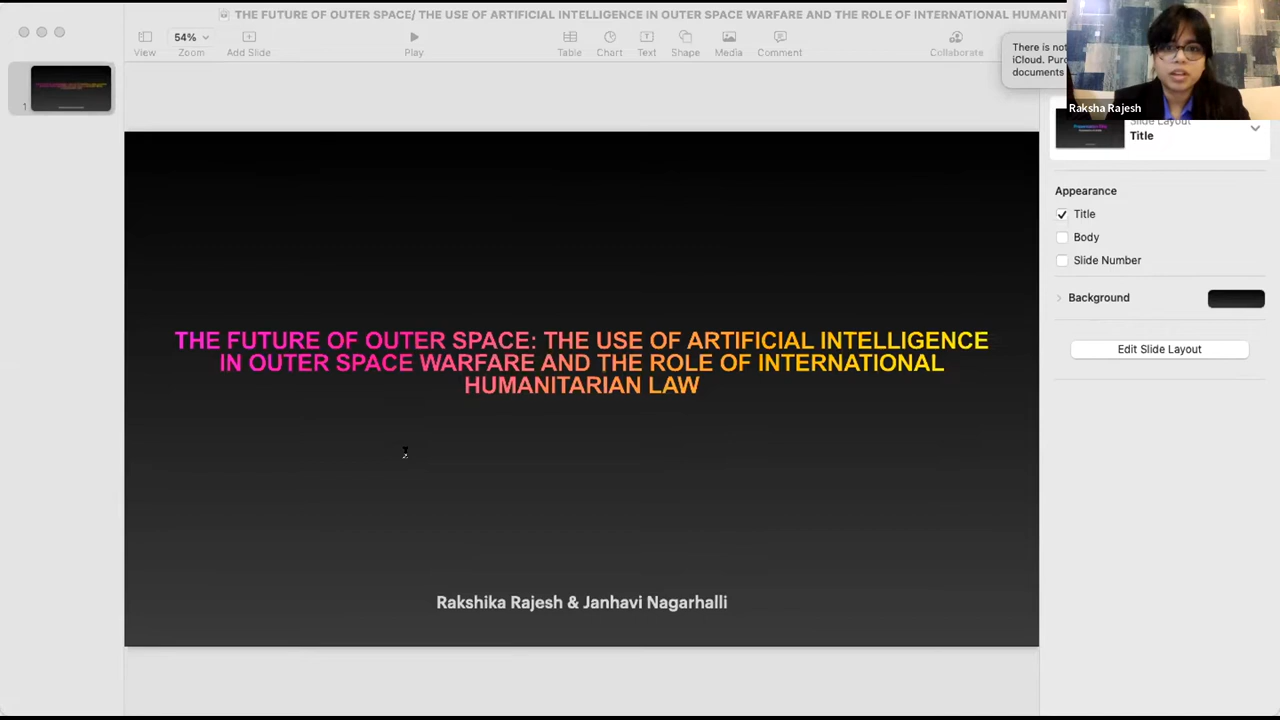 THE FUTURE OF OUTER SPACE/ THE USE OF ARTIFICIAL INTELLIGENCE IN OUTER SPACE WARFARE AND THE ROLE OF INTERNATIONAL HUMANIT
54%
View
Zoom
Add Slide
Play
Table
Chart
Text
Shape
Media
Comment
Collaborate
There is not
iCloud. Pur
documents
Raksha Rajesh
1
Slide Layout
Title
Appearance
Title
Body
Slide Number
Background
Edit Slide Layout
THE FUTURE OF OUTER SPACE: THE USE OF ARTIFICIAL INTELLIGENCE
IN OUTER SPACE WARFARE AND THE ROLE OF INTERNATIONAL
HUMANITARIAN LAW
Rakshika Rajesh & Janhavi Nagarhalli